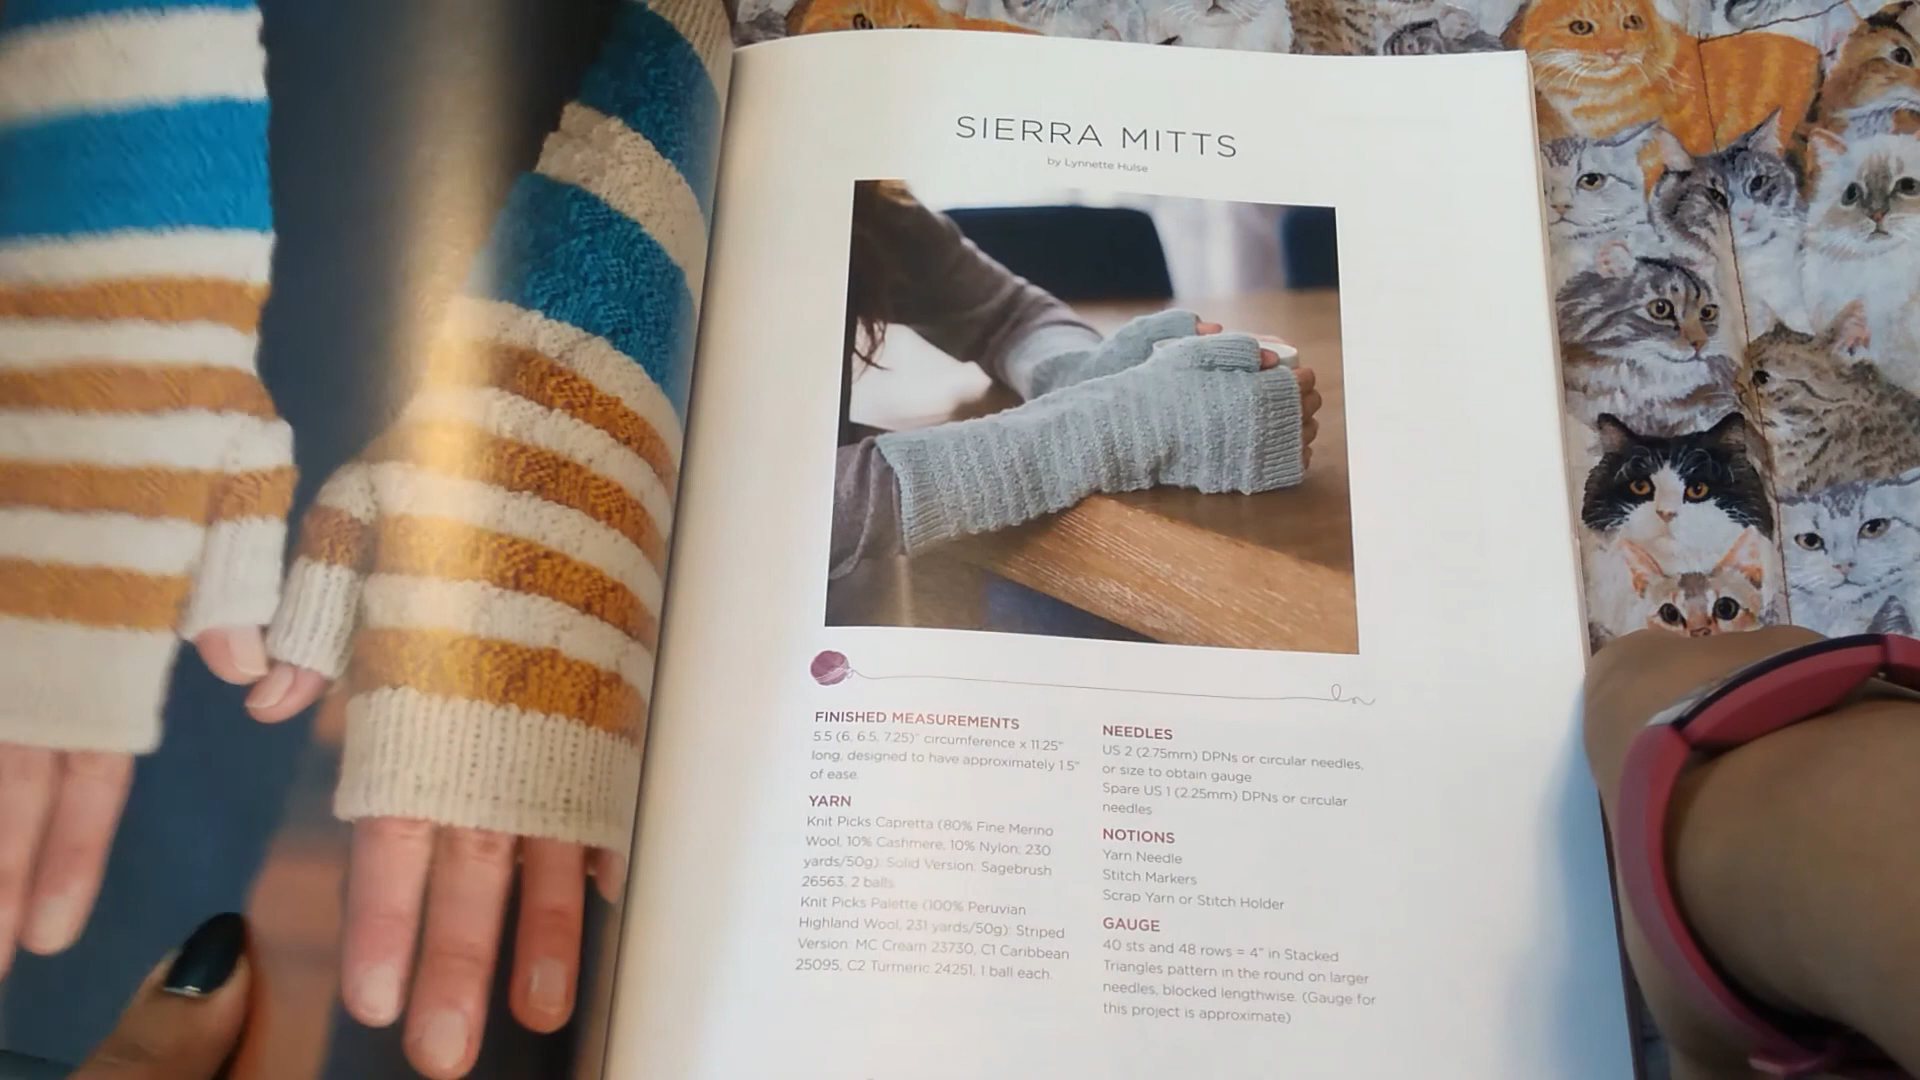 SIERRA MITTS
by Lynnette Hulse
FINISHED MEASUREMENTS
5.5 (6, 6.5, 7.25)" circumference x 11.25"
long, designed to have approximately 1.5"
of ease.
YARN
Knit Picks Capretta (80% Fine Merino
Wool, 10% Cashmere, 10% Nylon; 230
yards/50g): Solid Version: Sagebrush
26563, 2 balls.
Knit Picks Palette (100% Peruvian
Highland Wool, 231 yards/50g): Striped
Version: MC Cream 23730, C1 Caribbean
25095, C2 Turmeric 24251, 1 ball each.
NEEDLES
US 2 (2.75mm) DPNs or circular needles,
or size to obtain gauge
Spare US 1 (2.25mm) DPNs or circular
needles
NOTIONS
Yarn Needle
Stitch Markers
Scrap Yarn or Stitch Holder
GAUGE
40 sts and 48 rows = 4" in Stacked
Triangles pattern in the round on larger
needles, blocked lengthwise. (Gauge for
this project is approximate)